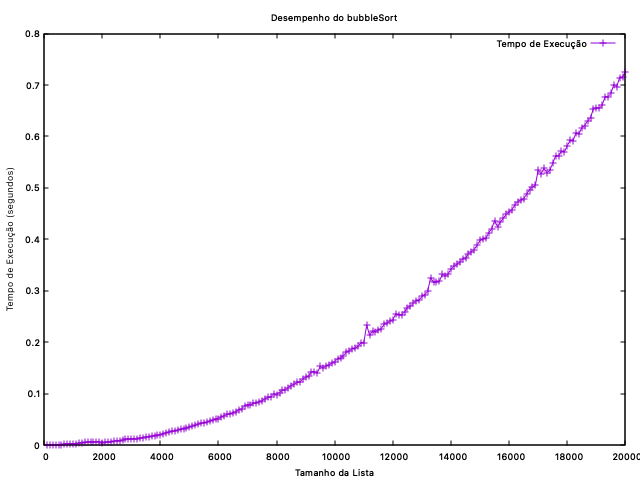 Desempenho do bubbleSort
Tempo de Execução
0.8
0.7
0.6
0.5
0.4
0.3
0.2
0.1
0
Tempo de Execução (segundos)
0 2000 4000 6000 8000 10000 12000 14000 16000 18000 20000
Tamanho da Lista